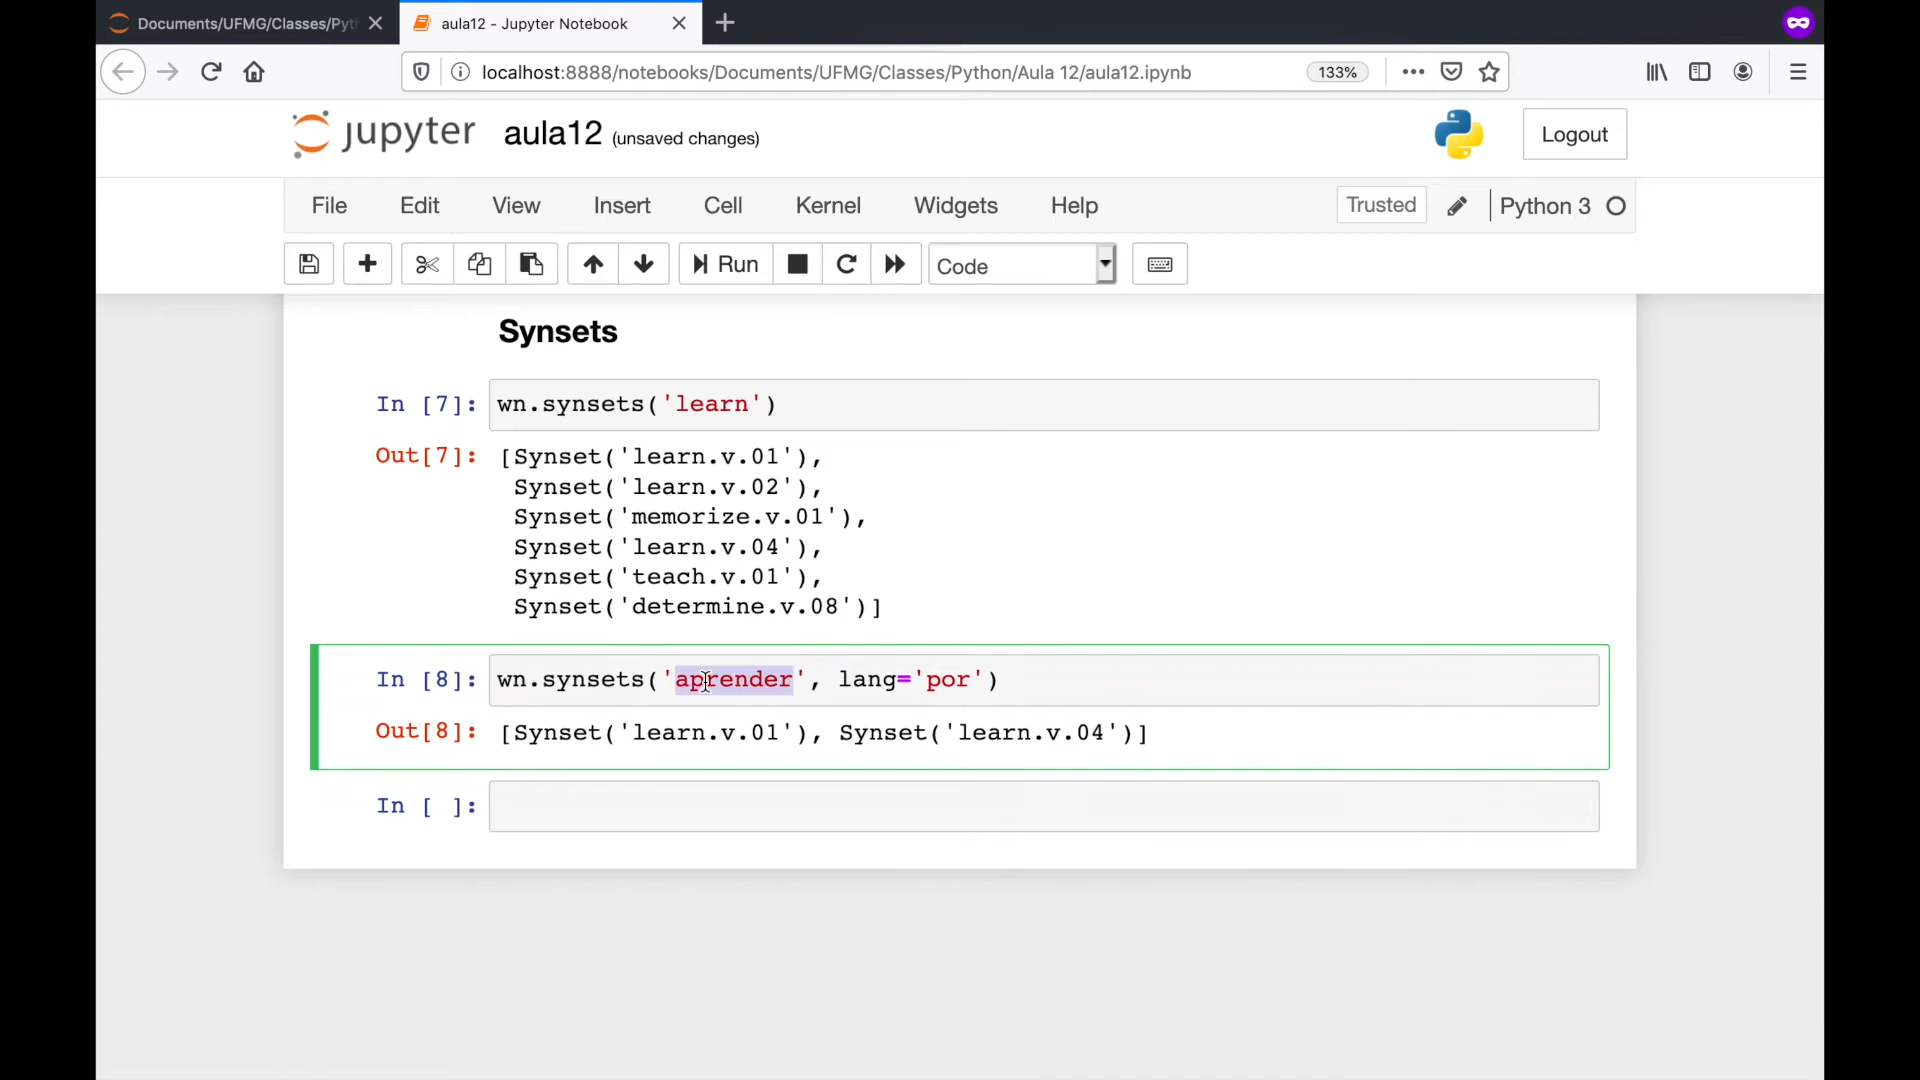 Documents/UFMG/Classes/Pyt
aula12 - Jupyter Notebook
localhost:8888/notebooks/Documents/UFMG/Classes/Python/Aula 12/aula12.ipynb
133%
jupyter aula12 (unsaved changes)
Logout
File Edit View Insert Cell Kernel Widgets Help
Trusted
Python 3
Run
Code
Synsets
In [7]: wn.synsets('learn')
Out[7]: [Synset('learn.v.01'),
Synset('learn.v.02'),
Synset('memorize.v.01'),
Synset('learn.v.04'),
Synset('teach.v.01'),
Synset('determine.v.08')]
In [8]: wn.synsets('aprender', lang='por')
Out[8]: [Synset('learn.v.01'), Synset('learn.v.04')]
In [ ]: